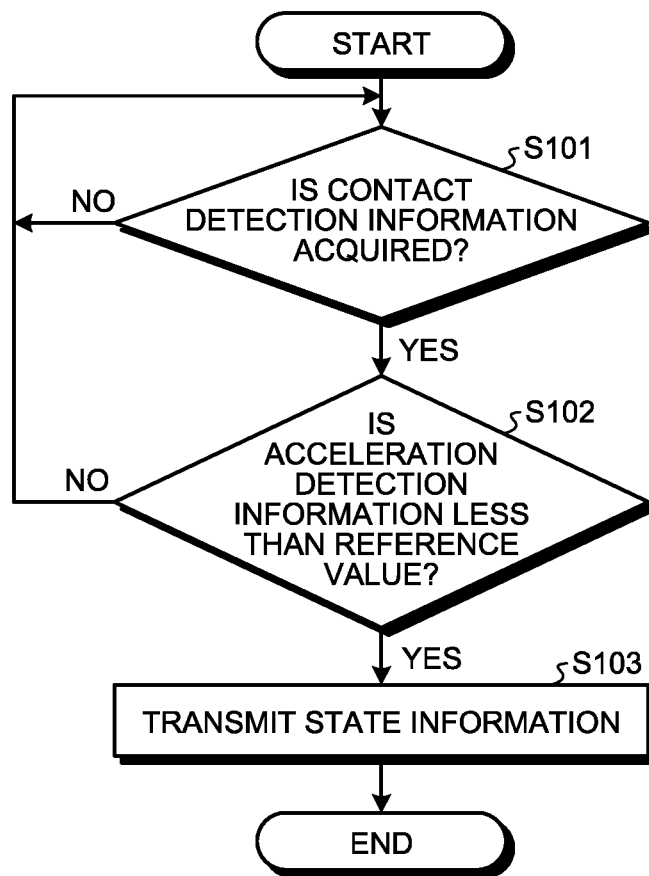 START
S101
IS CONTACT
DETECTION INFORMATION
ACQUIRED?
NO
YES
S102
IS
ACCELERATION
DETECTION
INFORMATION LESS
THAN REFERENCE
VALUE?
NO
YES
S103
TRANSMIT STATE INFORMATION
END